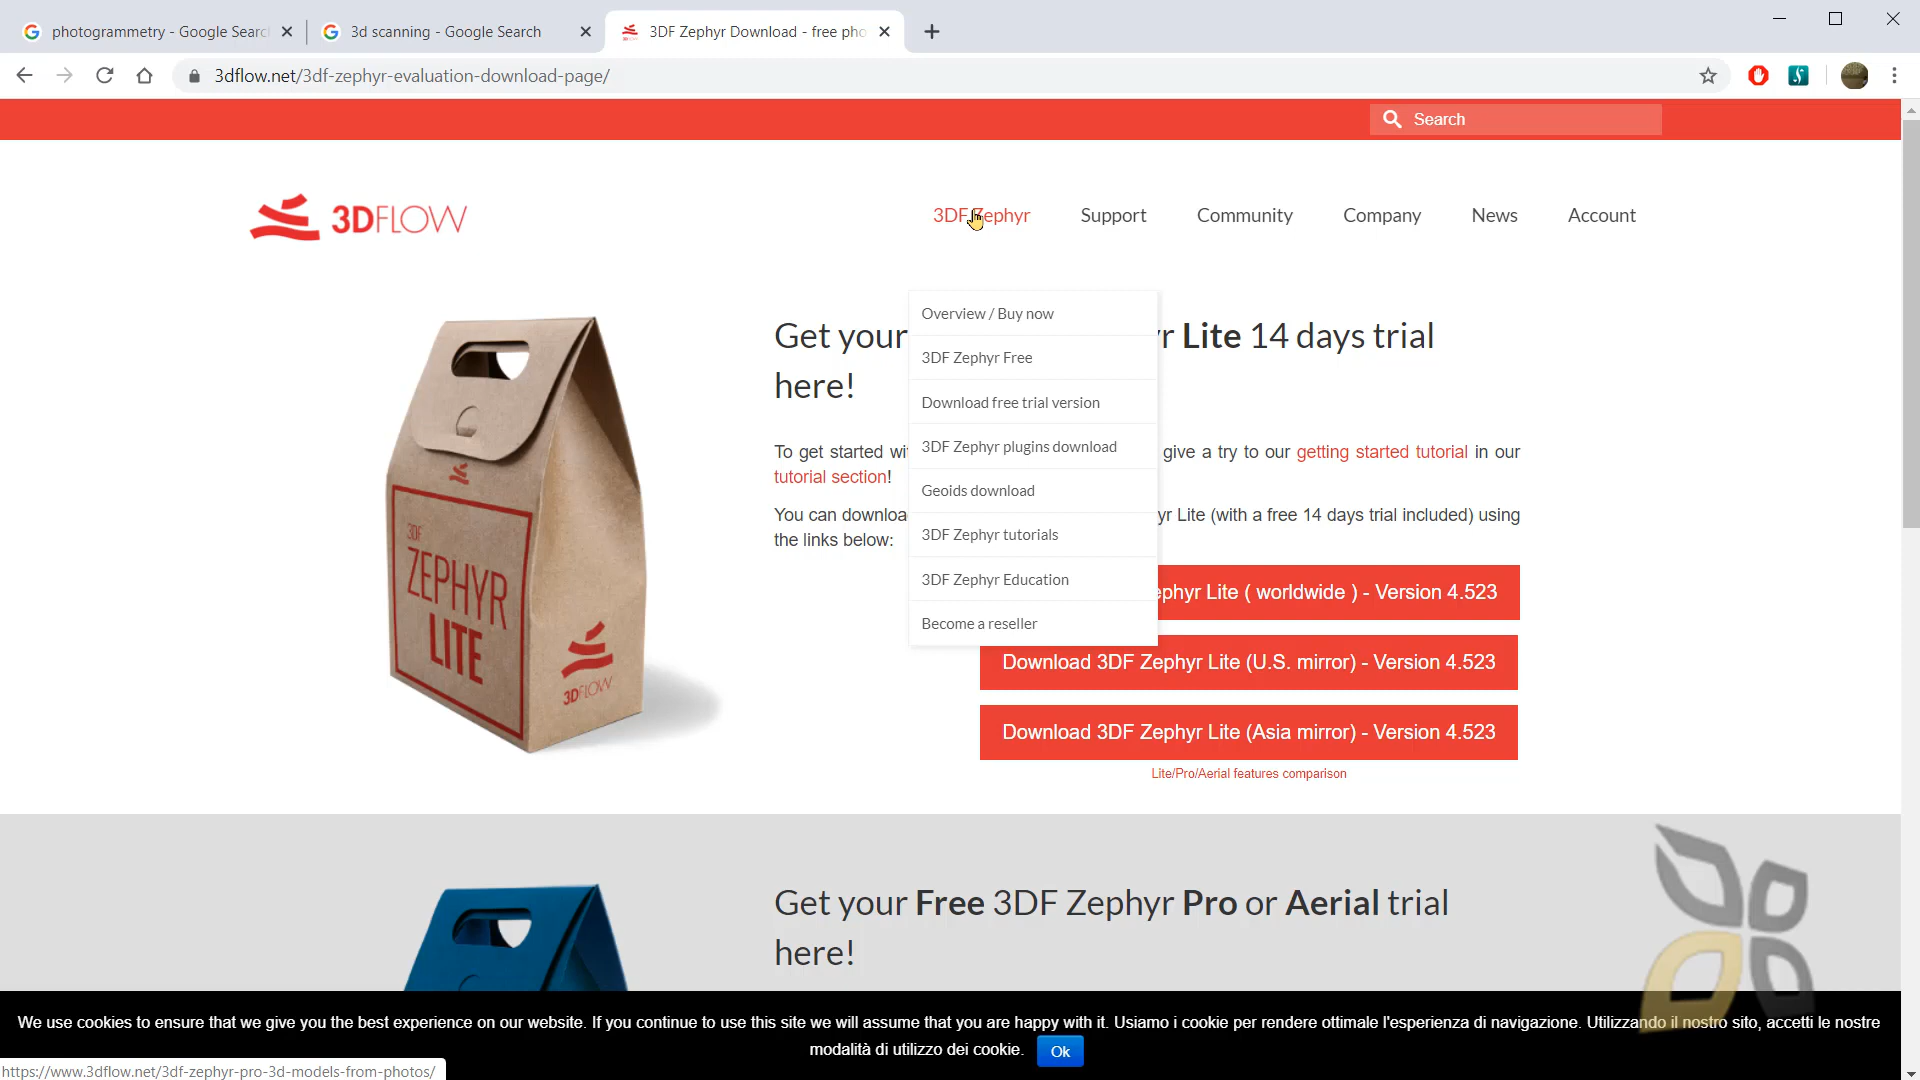 photogrammetry - Google Searc
3d scanning - Google Search
3DF Zephyr Download - free pho
3dflow.net/3df-zephyr-evaluation-download-page/
Search
3DFLOW
3DF Zephyr
Support
Community
Company
News
Account
Overview / Buy now
3DF Zephyr Free
Download free trial version
3DF Zephyr plugins download
Geoids download
3DF Zephyr tutorials
3DF Zephyr Education
Become a reseller
Get your r Lite 14 days trial
here!
To get started wi give a try to our getting started tutorial in our
tutorial section!
You can downloa yr Lite (with a free 14 days trial included) using
the links below:
ephyr Lite ( worldwide ) - Version 4.523
Download 3DF Zephyr Lite (U.S. mirror) - Version 4.523
Download 3DF Zephyr Lite (Asia mirror) - Version 4.523
Lite/Pro/Aerial features comparison
3DF
ZEPHYR
LITE
3DFLOW
Get your Free 3DF Zephyr Pro or Aerial trial
here!
We use cookies to ensure that we give you the best experience on our website. If you continue to use this site we will assume that you are happy with it. Usiamo i cookie per rendere ottimale l'esperienza di navigazione. Utilizzando il nostro sito, accetti le nostre
modalità di utilizzo dei cookie. Ok
https://www.3dflow.net/3df-zephyr-pro-3d-models-from-photos/